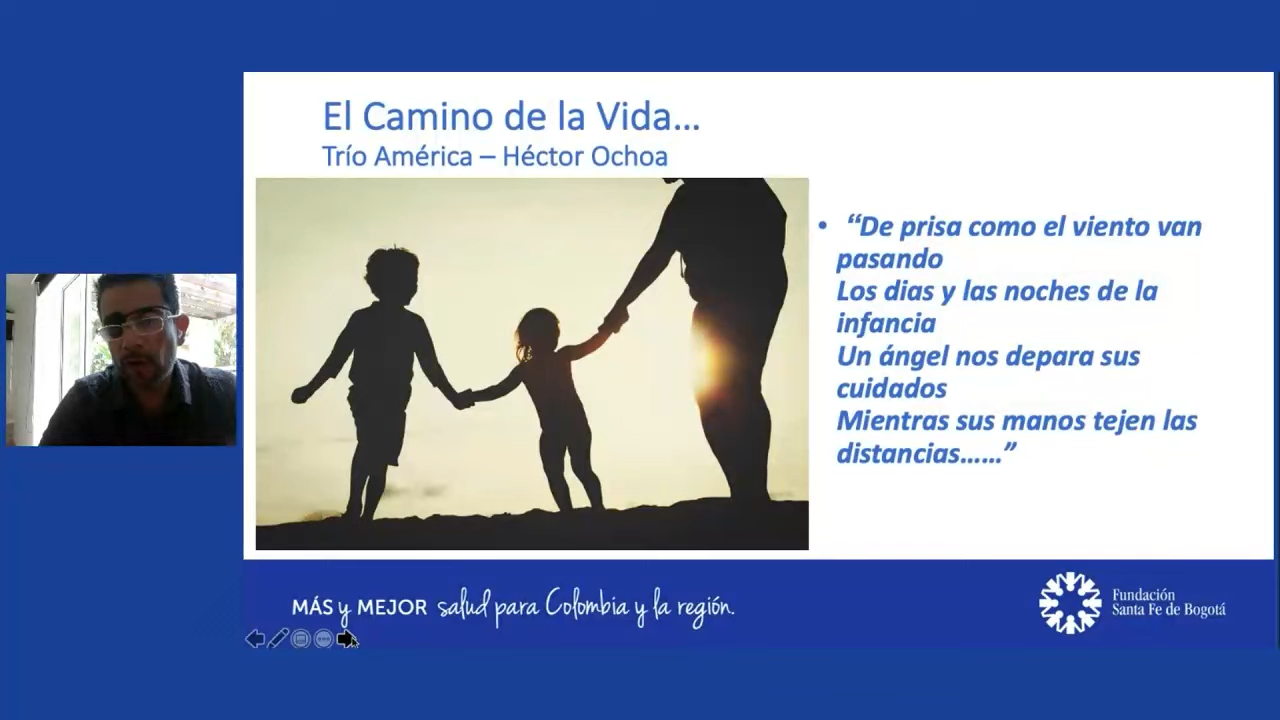 El Camino de la Vida...
Trío América – Héctor Ochoa
• “De prisa como el viento van
pasando
Los dias y las noches de la
infancia
Un ángel nos depara sus
cuidados
Mientras sus manos tejen las
distancias......”
MÁS y MEJOR salud para Colombia y la región.
Fundación
Santa Fe de Bogotá